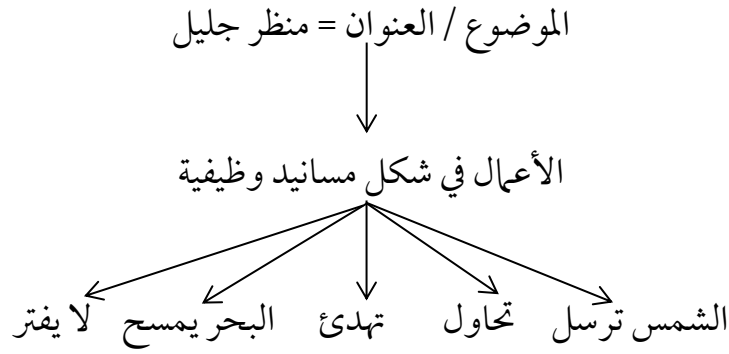 الموضوع / العنوان = منظر جليل
الأعمال في شكل مسانيد وظيفية
الشمس ترسل تحاول تهدئ البحر يمسح لا يفتر